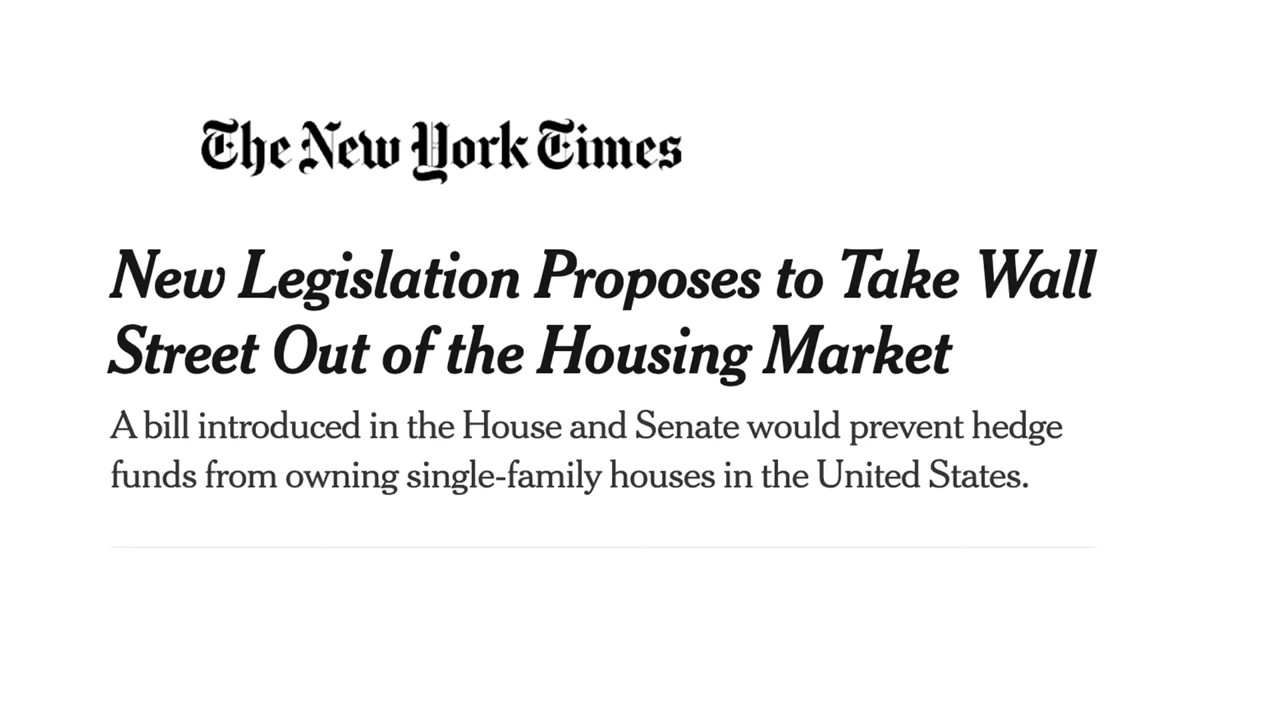 The New York Times
New Legislation Proposes to Take Wall
Street Out of the Housing Market
A bill introduced in the House and Senate would prevent hedge
funds from owning single-family houses in the United States.